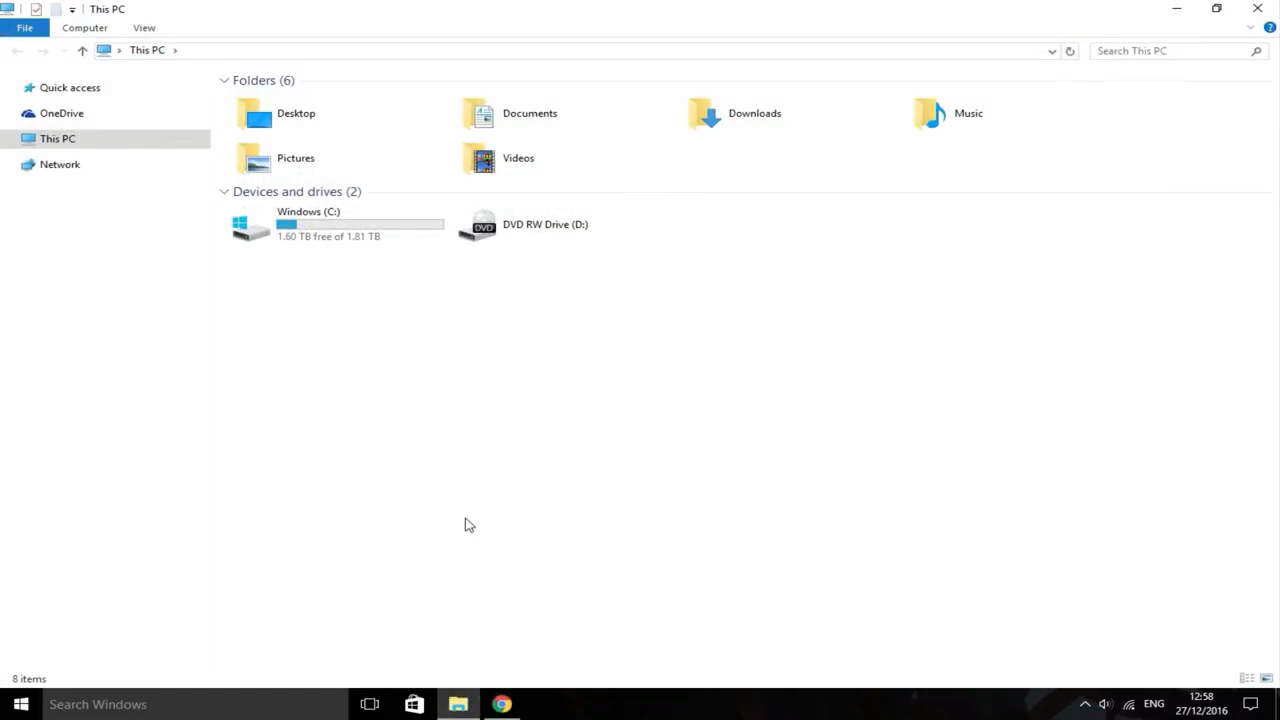 This PC
File Computer View
This PC
Search This PC
Quick access
OneDrive
This PC
Network
Folders (6)
Desktop
Documents
Downloads
Music
Pictures
Videos
Devices and drives (2)
Windows (C:)
1.60 TB free of 1.81 TB
DVD
DVD RW Drive (D:)
8 items
Search Windows
ENG
12:58
27/12/2016